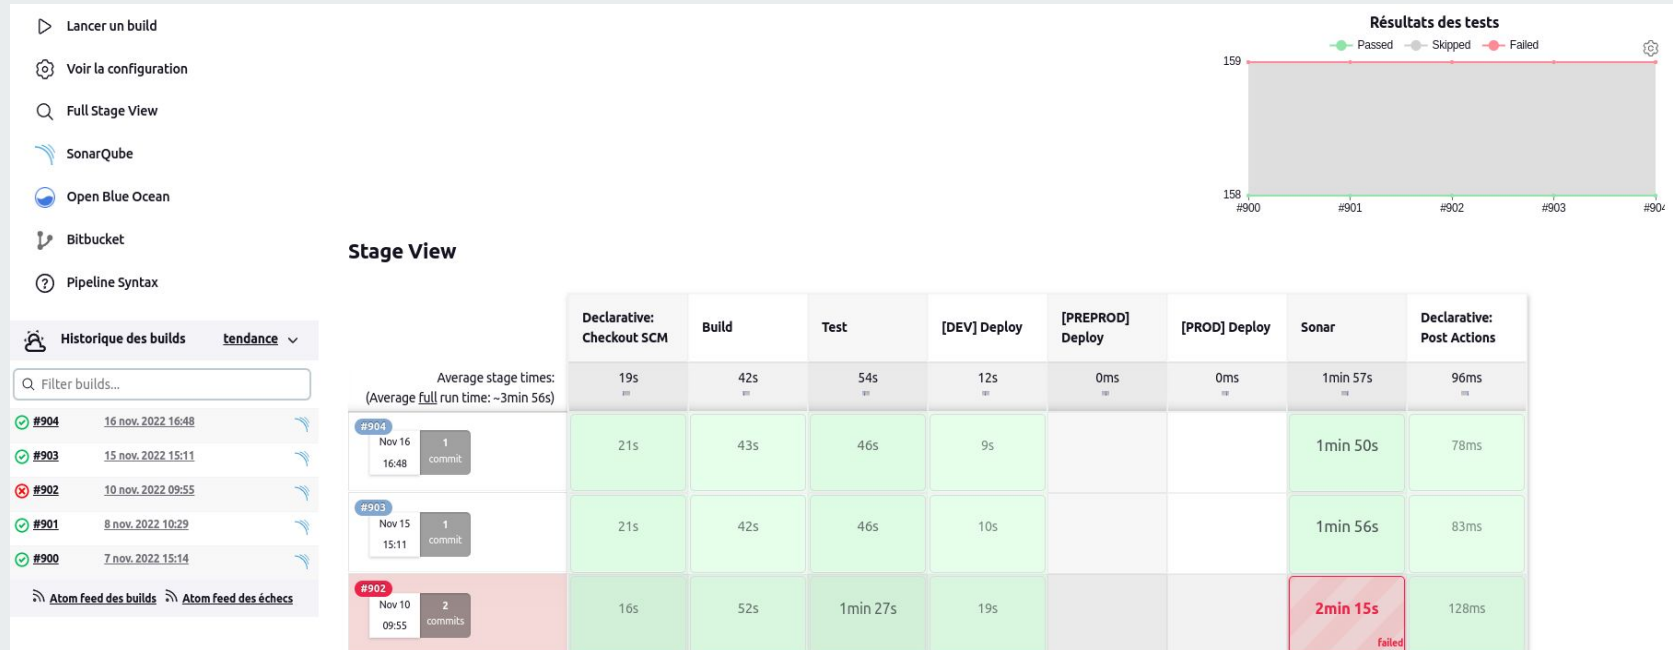 Lancer un build
Voir la configuration
Full Stage View
SonarQube
Open Blue Ocean
Bitbucket
Pipeline Syntax
Historique des builds tendance
Filter builds...
#904 16 nov. 2022 16:48
#903 15 nov. 2022 15:11
#902 10 nov. 2022 09:55
#901 8 nov. 2022 10:29
#900 7 nov. 2022 15:14
Atom feed des builds Atom feed des échecs
Résultats des tests
Passed Skipped Failed
159
158
#900 #901 #902 #903 #904
Stage View
Declarative: Checkout SCM
Build
Test
[DEV] Deploy
[PREPROD] Deploy
[PROD] Deploy
Sonar
Declarative: Post Actions
Average stage times:
(Average full run time: ~3min 56s)
19s 42s 54s 12s 0ms 0ms 1min 57s 96ms
#904
Nov 16
16:48
1
commit
21s 43s 46s 9s 1min 50s 78ms
#903
Nov 15
15:11
1
commit
21s 42s 46s 10s 1min 56s 83ms
#902
Nov 10
09:55
2
commits
16s 52s 1min 27s 19s 2min 15s 128ms
failed